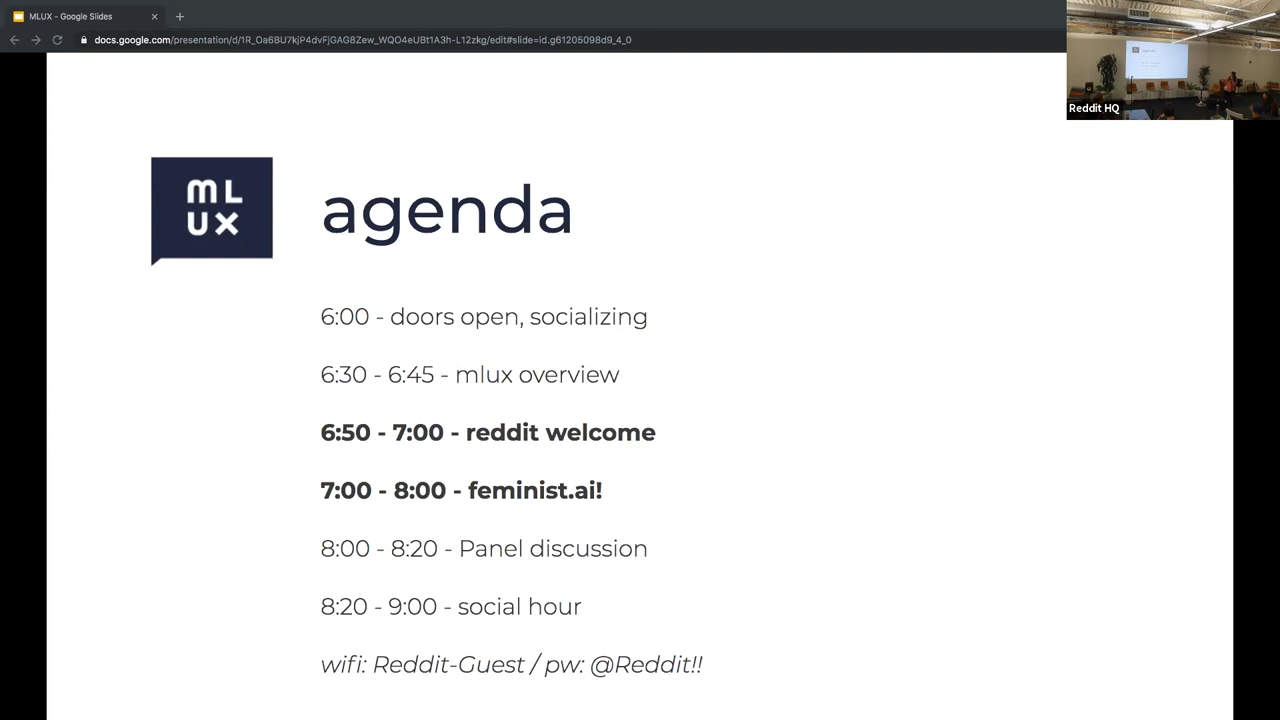 MLUX - Google Slides
docs.google.com/presentation/d/1R_Oa6BU7kjP4dvFjGAG8Zew_WQO4eUBt1A3h-L12zkg/edit#slide=id.g61205098d9_4_0
Reddit HQ
ML
UX
agenda
6:00 - doors open, socializing
6:30 - 6:45 - mlux overview
6:50 - 7:00 - reddit welcome
7:00 - 8:00 - feminist.ai!
8:00 - 8:20 - Panel discussion
8:20 - 9:00 - social hour
wifi: Reddit-Guest / pw: @Reddit!!